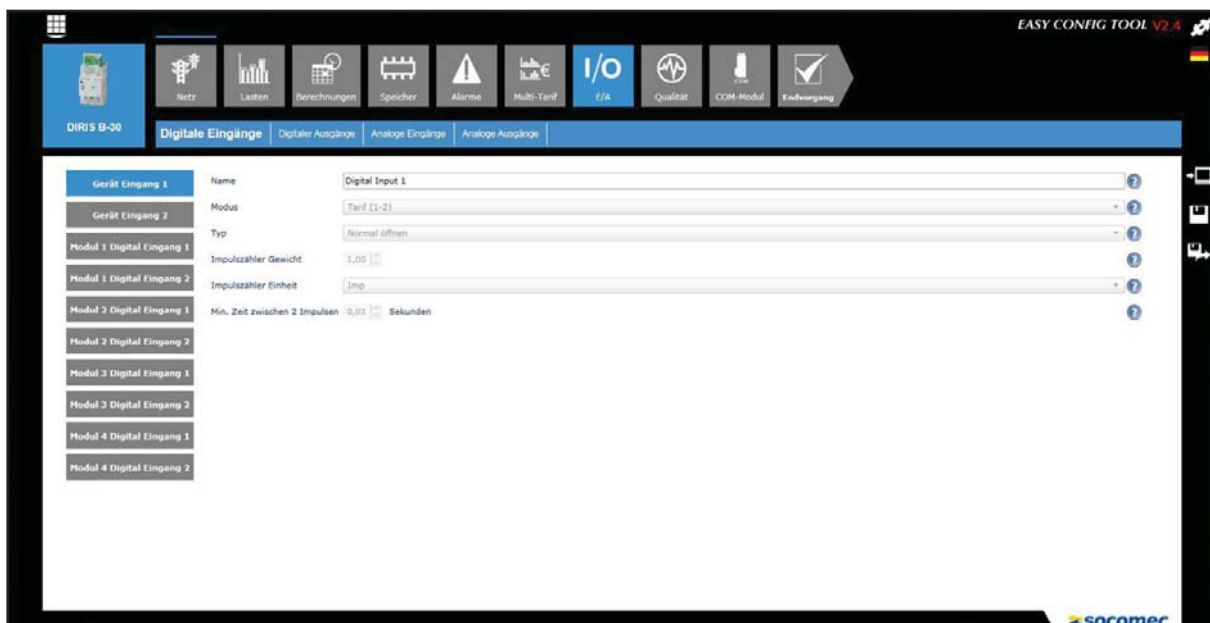 EASY CONFIG TOOL V2.4
DIRIS B-30
Netz
Lasten
Berechnungen
Speicher
Alarme
€
Multi-Tarif
I/O
E/A
Qualität
COM-Modul
Endvorgang
Digitale Eingänge
Digitaler Ausgänge
Analoge Eingänge
Analoge Ausgänge
Gerät Eingang 1
Gerät Eingang 2
Modul 1 Digital Eingang 1
Modul 1 Digital Eingang 2
Modul 2 Digital Eingang 1
Modul 2 Digital Eingang 2
Modul 3 Digital Eingang 1
Modul 3 Digital Eingang 2
Modul 4 Digital Eingang 1
Modul 4 Digital Eingang 2
Name Digital Input 1 ?
Modus Tarif (1-2) ?
Typ Normal öffnen ?
Impulszähler Gewicht 1,00 ?
Impulszähler Einheit Imp ?
Min. Zeit zwischen 2 Impulsen 0,03 Sekunden ?
socomec